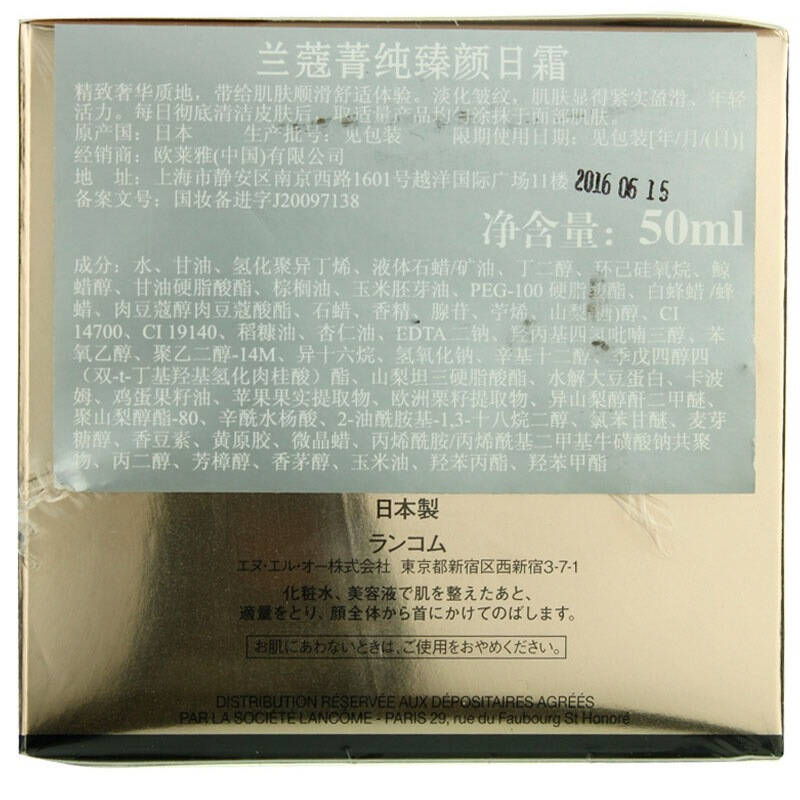 兰蔻菁纯臻颜日霜
精致奢华质地，带给肌肤顺滑舒适体验。淡化皱纹，肌肤显得紧实盈滑、年轻
活力。每日彻底清洁皮肤后，取适量产品均匀涂抹于面部肌肤。
原产国：日本 生产批号：见包装 限期使用日期：见包装[年/月/(日)]
经销商：欧莱雅(中国)有限公司
地 址：上海市静安区南京西路1601号越洋国际广场11楼 2016 06 15
备案文号：国妆备进字J20097138
净含量：50ml
成分：水、甘油、氢化聚异丁烯、液体石蜡/矿油、丁二醇、环己硅氧烷、鲸
蜡醇、甘油硬脂酸酯、棕榈油、玉米胚芽油、PEG-100 硬脂酸酯、白蜂蜡/蜂
蜡、肉豆蔻醇肉豆蔻酸酯、石蜡、香精、腺苷、苧烯、山梨(糖)醇、CI
14700、CI 19140、稻糠油、杏仁油、EDTA 二钠、羟丙基四氢吡喃三醇、苯
氧乙醇、聚乙二醇-14M、异十六烷、氢氧化钠、辛基十二醇、季戊四醇四
（双-t-丁基羟基氢化肉桂酸）酯、山梨坦三硬脂酸酯、水解大豆蛋白、卡波
姆、鸡蛋果籽油、苹果果实提取物、欧洲栗籽提取物、异山梨醇酐二甲醚、
聚山梨醇酯-80、辛酰水杨酸、2-油酰胺基-1,3-十八烷二醇、氯苯甘醚、麦芽
糖醇、香豆素、黄原胶、微晶蜡、丙烯酰胺/丙烯酰基二甲基牛磺酸钠共聚
物、丙二醇、芳樟醇、香茅醇、玉米油、羟苯丙酯、羟苯甲酯
日本製
ランコム
エヌ・エル・オー株式会社 東京都新宿区西新宿3-7-1
化粧水、美容液で肌を整えたあと、
適量をとり、顔全体から首にかけてのばします。
お肌にあわないときは、ご使用をおやめください。
DISTRIBUTION RÉSERVÉE AUX DÉPOSITAIRES AGRÉÉS
PAR LA SOCIÉTÉ LANCÔME - PARIS 29, rue du Faubourg St Honoré